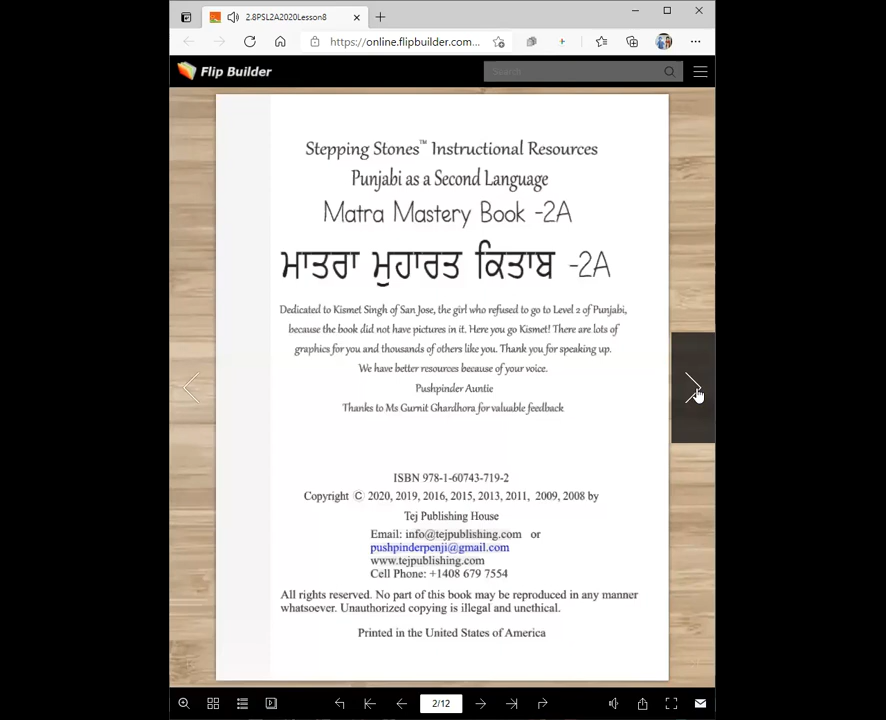 2.8PSL2A2020Lesson8
https://online.flipbuilder.com...
Flip Builder
Search
Stepping Stones™ Instructional Resources
Punjabi as a Second Language
Matra Mastery Book -2A
ਮਾਤਰਾ ਮੁਹਾਰਤ ਕਿਤਾਬ -2A
Dedicated to Kismet Singh of San Jose, the girl who refused to go to Level 2 of Punjabi,
because the book did not have pictures in it. Here you go Kismet! There are lots of
graphics for you and thousands of others like you. Thank you for speaking up.
We have better resources because of your voice.
Pushpinder Auntie
Thanks to Ms Gurnit Ghardhora for valuable feedback
ISBN 978-1-60743-719-2
Copyright © 2020, 2019, 2016, 2015, 2013, 2011, 2009, 2008 by
Tej Publishing House
Email: info@tejpublishing.com or
pushpinderpenji@gmail.com
www.tejpublishing.com
Cell Phone: +1408 679 7554
All rights reserved. No part of this book may be reproduced in any manner
whatsoever. Unauthorized copying is illegal and unethical.
Printed in the United States of America
2/12